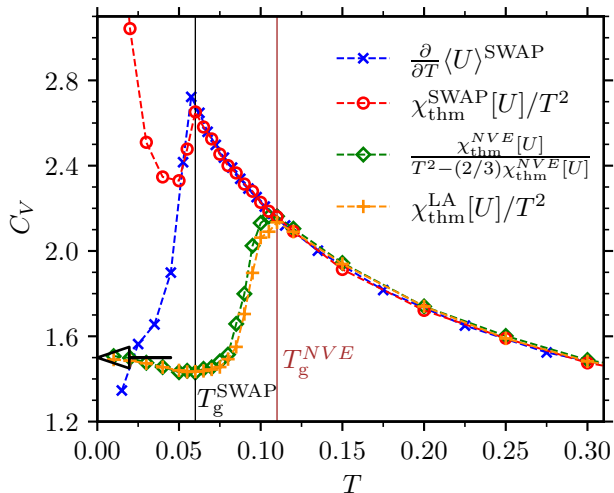 2.8
2.4
2.0
1.6
1.2
C_V
0.00 0.05 0.10 0.15 0.20 0.25 0.30
T
∂/∂T ⟨U⟩^SWAP
χ_thm^SWAP[U]/T²
χ_thm^NVE[U] / T²−(2/3)χ_thm^NVE[U]
χ_thm^LA[U]/T²
T_g^SWAP
T_g^NVE